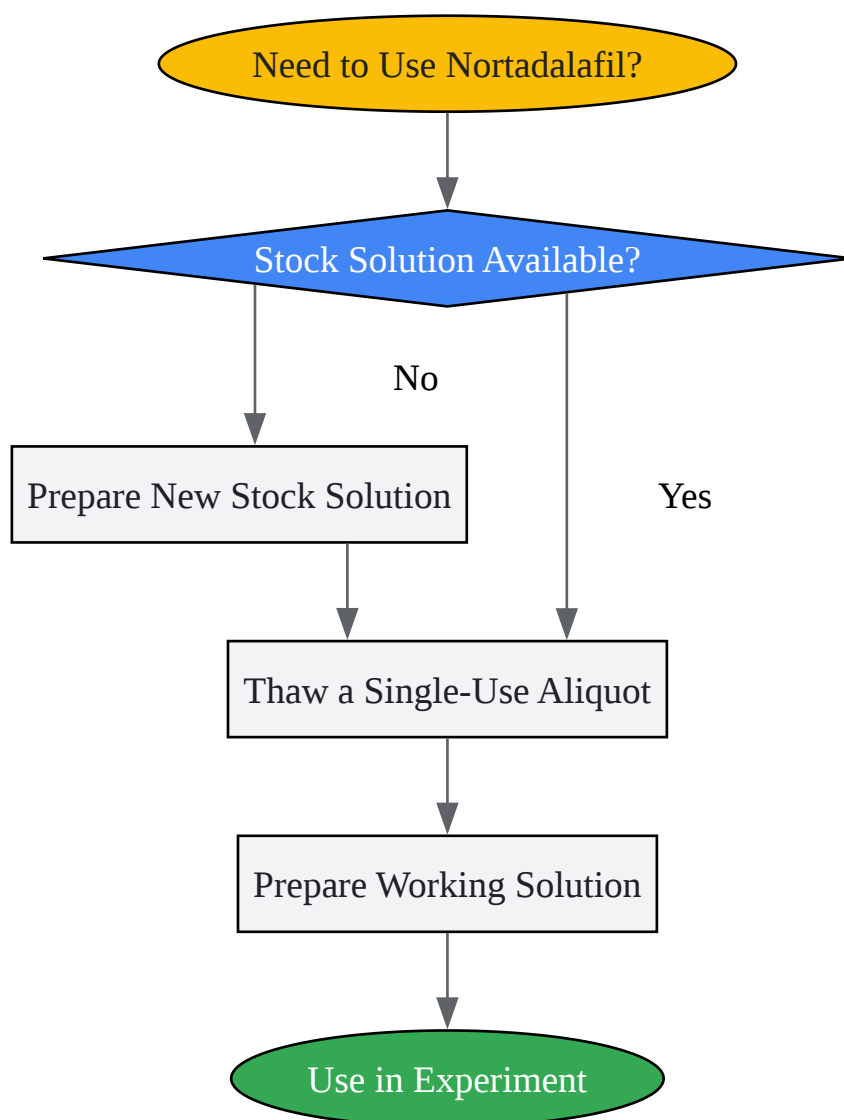 Need to Use Nortadalafil?
Stock Solution Available?
No
Prepare New Stock Solution
Yes
Thaw a Single-Use Aliquot
Prepare Working Solution
Use in Experiment